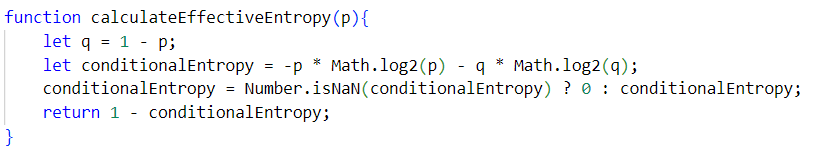 function calculateEffectiveEntropy(p){
    let q = 1 - p;
    let conditionalEntropy = -p * Math.log2(p) - q * Math.log2(q);
    conditionalEntropy = Number.isNaN(conditionalEntropy) ? 0 : conditionalEntropy;
    return 1 - conditionalEntropy;
}